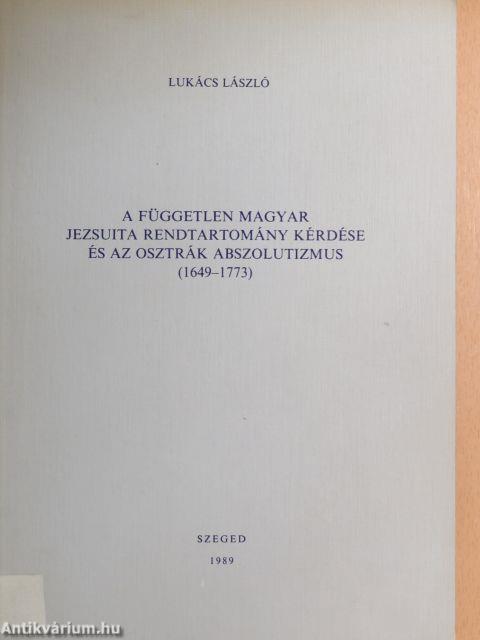 LUKÁCS LÁSZLÓ
A FÜGGETLEN MAGYAR
JEZSUITA RENDTARTOMÁNY KÉRDÉSE
ÉS AZ OSZTRÁK ABSZOLUTIZMUS
(1649–1773)
SZEGED
1989
Antikvárium.hu